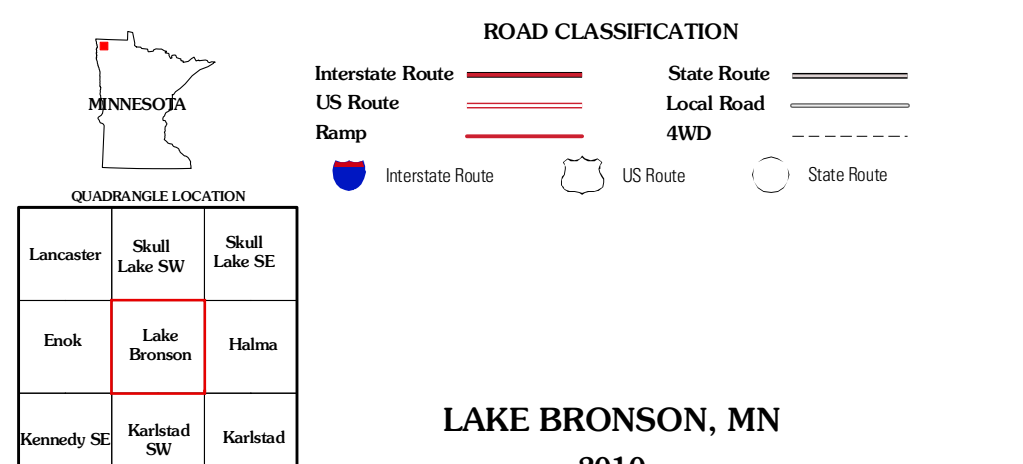 ROAD CLASSIFICATION
Interstate Route
State Route
US Route
Local Road
Ramp
4WD
Interstate Route
US Route
State Route
MINNESOTA
QUADRANGLE LOCATION
Lancaster
Skull
Lake SW
Skull
Lake SE
Enok
Lake
Bronson
Halma
Kennedy SE
Karlstad
SW
Karlstad
LAKE BRONSON, MN
2010